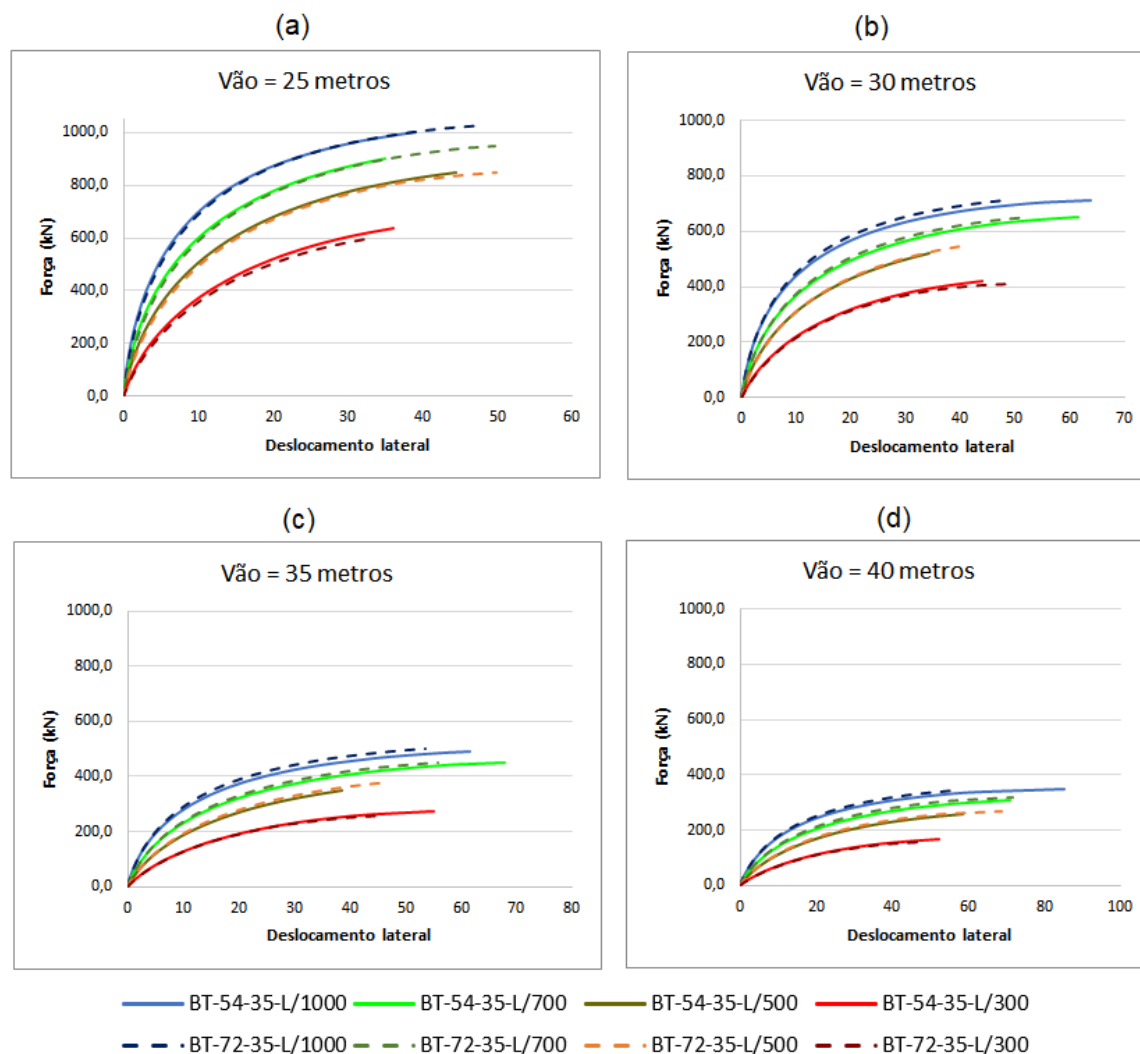 (a)
Vão = 25 metros
1000,0
800,0
600,0
400,0
200,0
0,0
Força (kN)
0 10 20 30 40 50 60
Deslocamento lateral
(b)
Vão = 30 metros
1000,0
800,0
600,0
400,0
200,0
0,0
Força (kN)
0 10 20 30 40 50 60 70
Deslocamento lateral
(c)
Vão = 35 metros
1000,0
800,0
600,0
400,0
200,0
0,0
Força (kN)
0 10 20 30 40 50 60 70 80
Deslocamento lateral
(d)
Vão = 40 metros
1000,0
800,0
600,0
400,0
200,0
0,0
Força (kN)
0 20 40 60 80 100
Deslocamento lateral
BT-54-35-L/1000 BT-54-35-L/700 BT-54-35-L/500 BT-54-35-L/300
BT-72-35-L/1000 BT-72-35-L/700 BT-72-35-L/500 BT-72-35-L/300